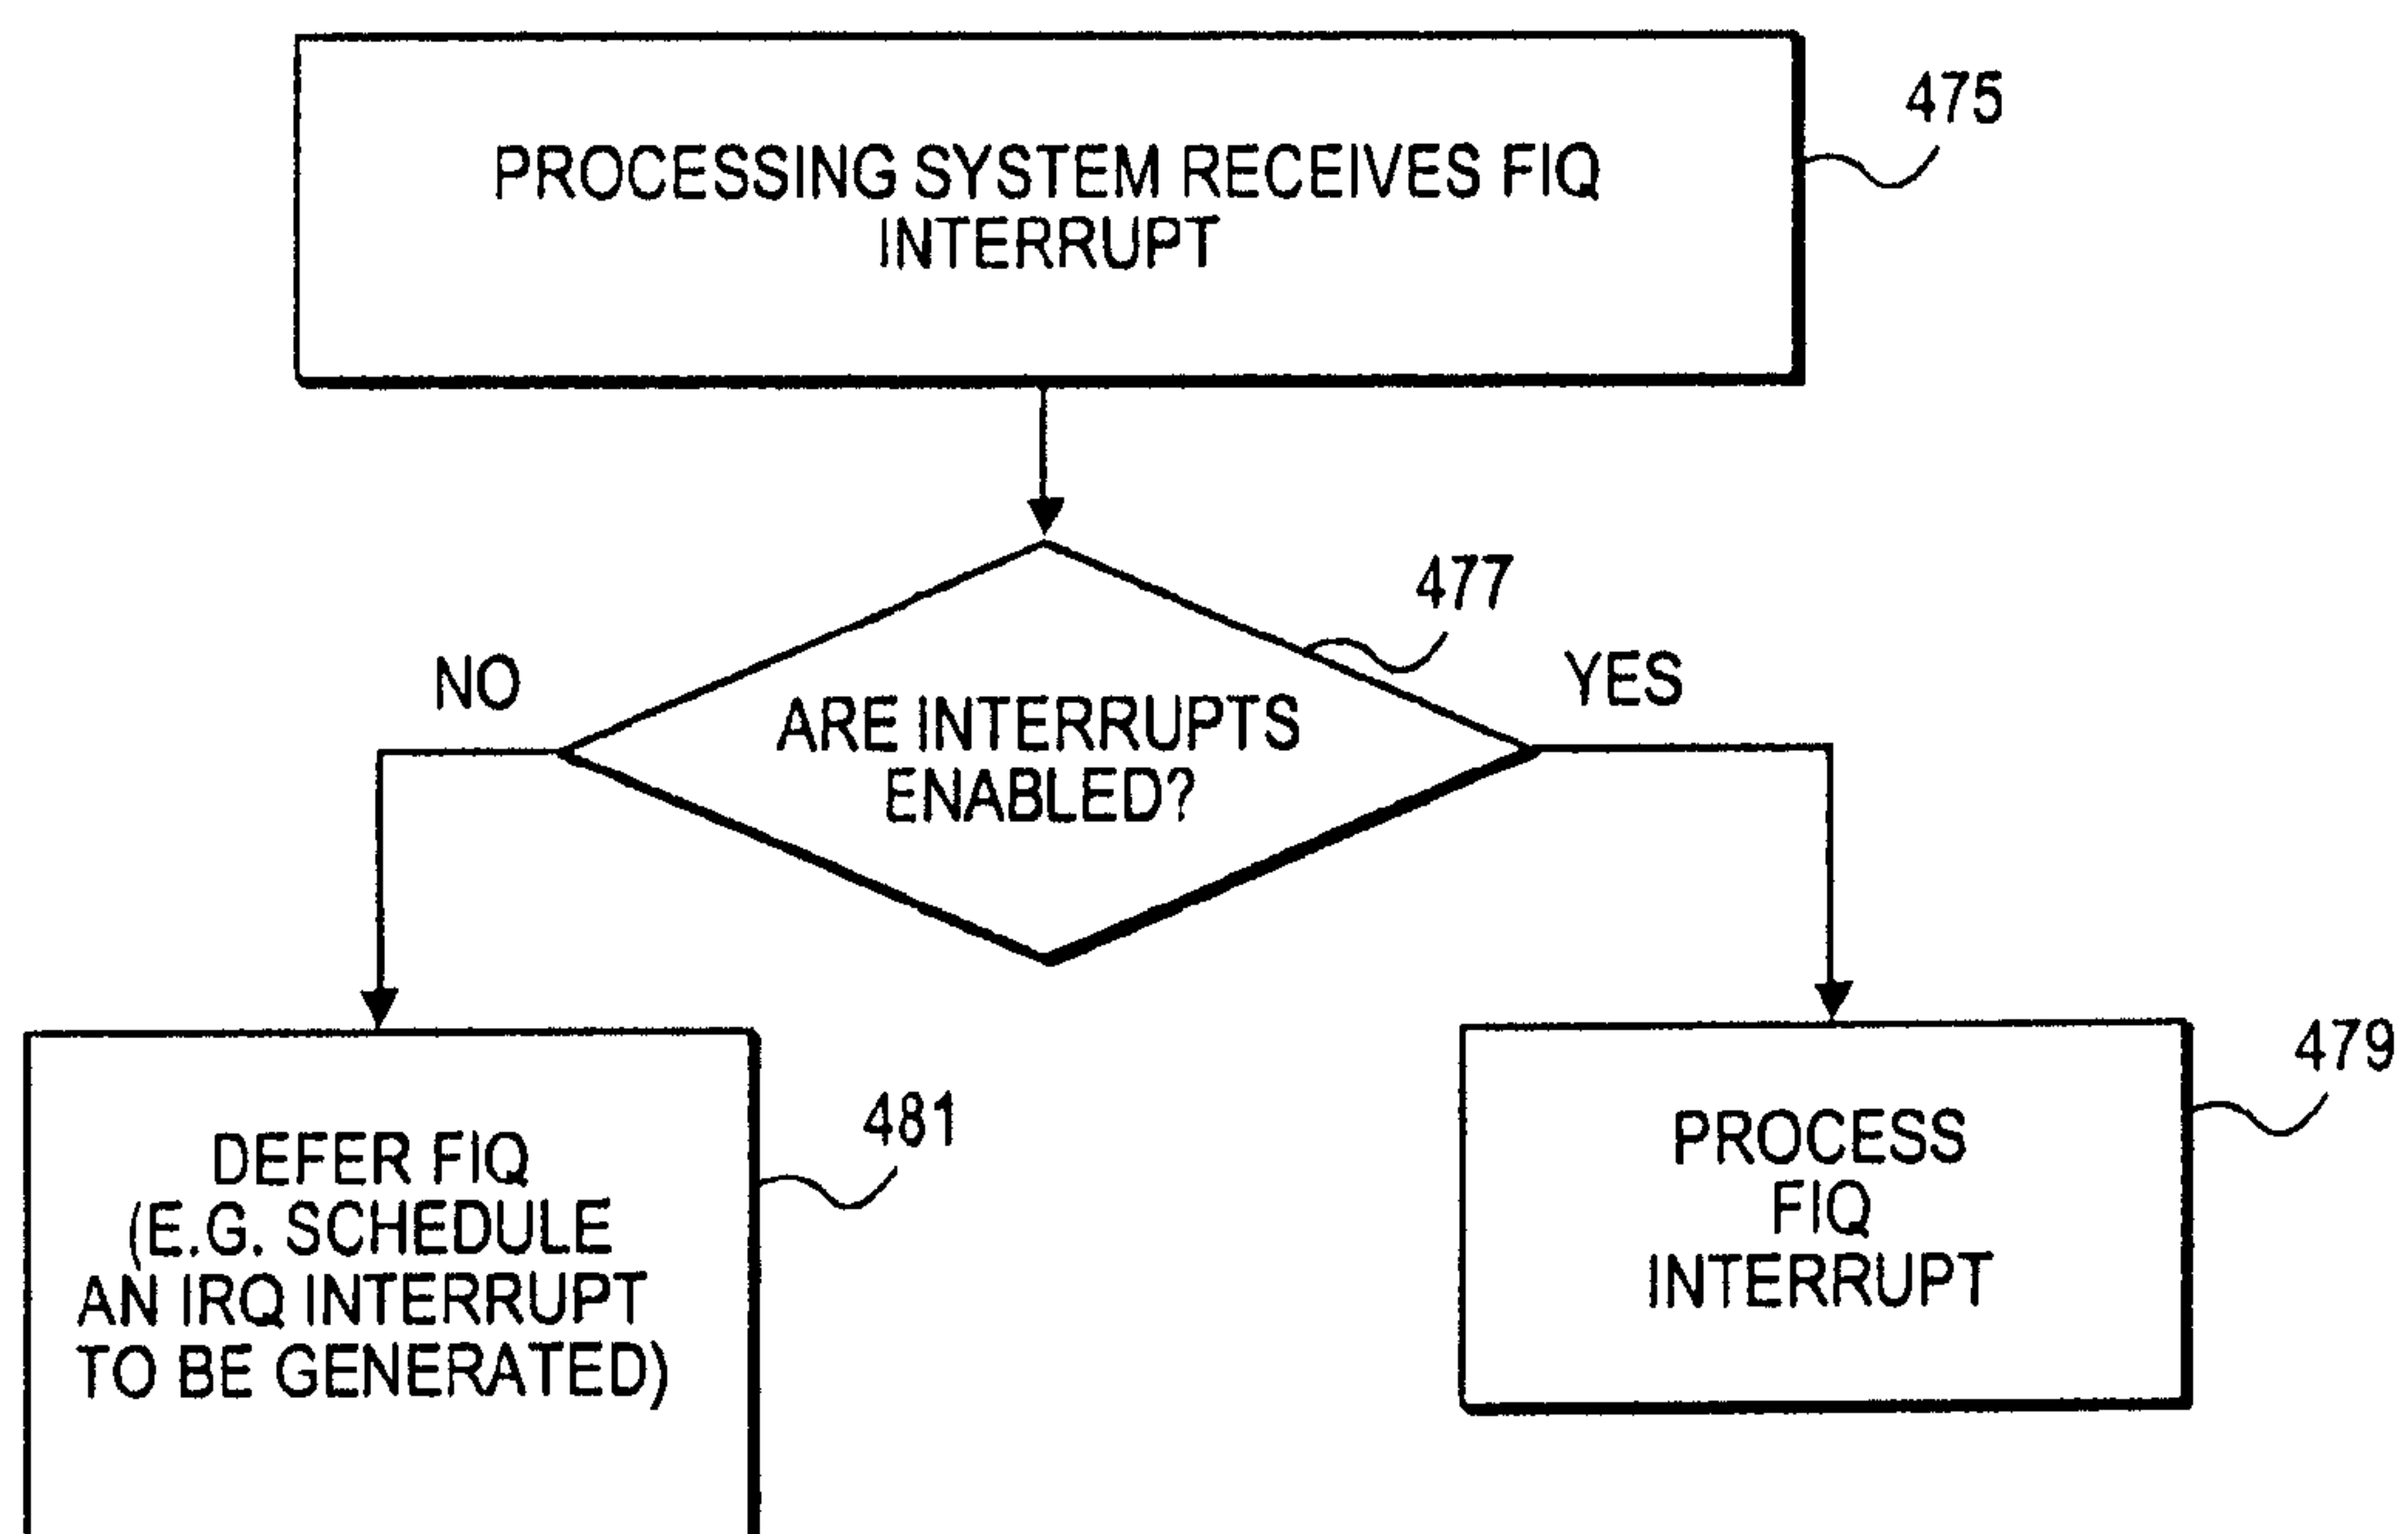 475
PROCESSING SYSTEM RECEIVES FIQ
INTERRUPT
477
NO
YES
ARE INTERRUPTS
ENABLED?
479
481
DEFER FIQ
(E.G. SCHEDULE
AN IRQ INTERRUPT
TO BE GENERATED)
PROCESS
FIQ
INTERRUPT